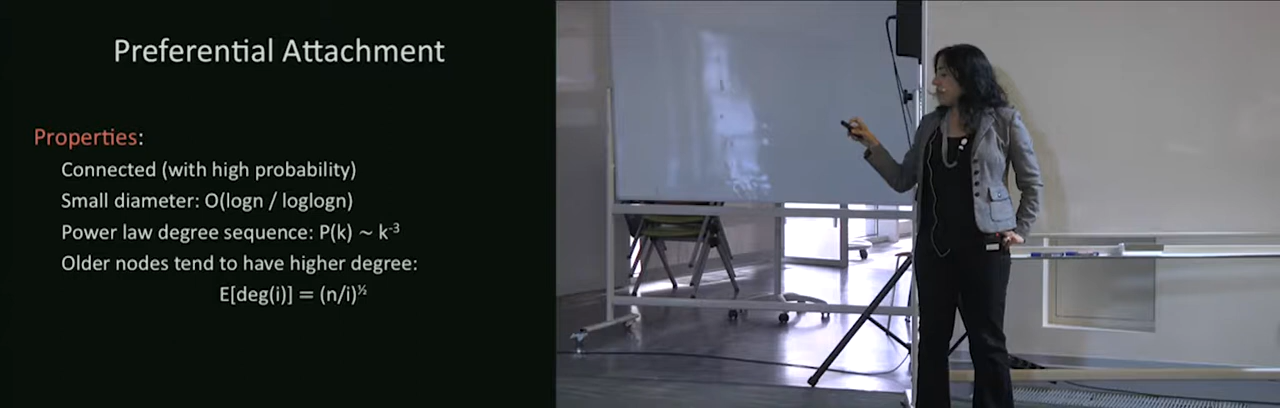 Preferential Attachment
Properties:
Connected (with high probability)
Small diameter: O(logn / loglogn)
Power law degree sequence: P(k) ~ k⁻³
Older nodes tend to have higher degree:
E[deg(i)] = (n/i)^½